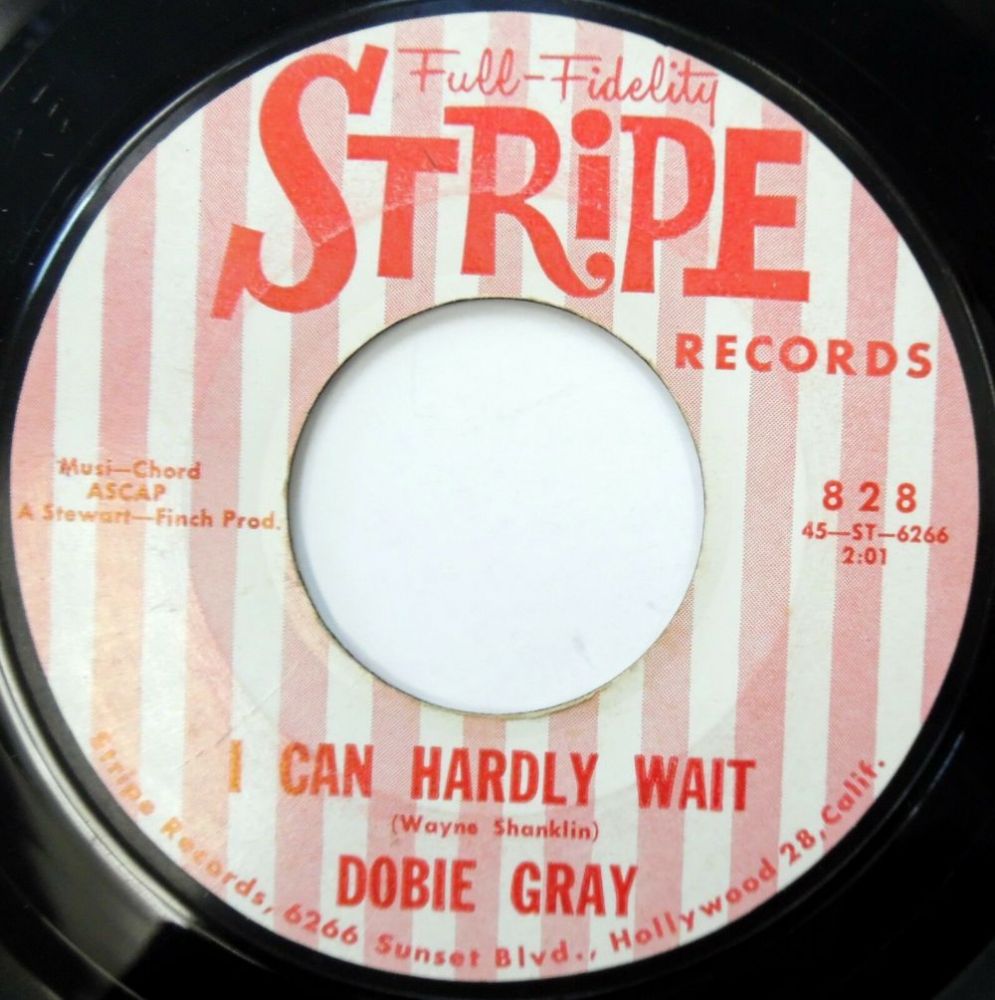 Full-Fidelity
STRiPE
RECORDS
Musi—Chord
ASCAP
A Stewart—Finch Prod.
828
45—ST—6266
2:01
I CAN HARDLY WAIT
(Wayne Shanklin)
DOBIE GRAY
Stripe Records, 6266 Sunset Blvd., Hollywood 28, Calif.